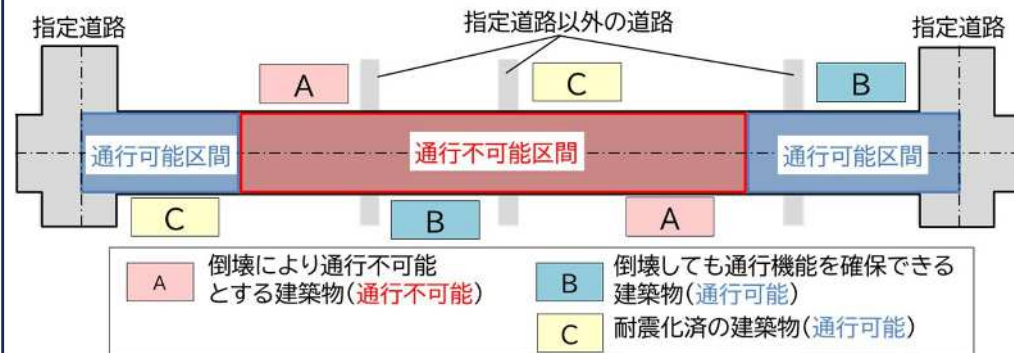 指定道路
指定道路以外の道路
指定道路
A
C
B
通行可能区間
通行不可能区間
通行可能区間
C
B
A
A
倒壊により通行不可能
とする建築物(通行不可能)
B
倒壊しても通行機能を確保できる
建築物(通行可能)
C
耐震化済の建築物(通行可能)